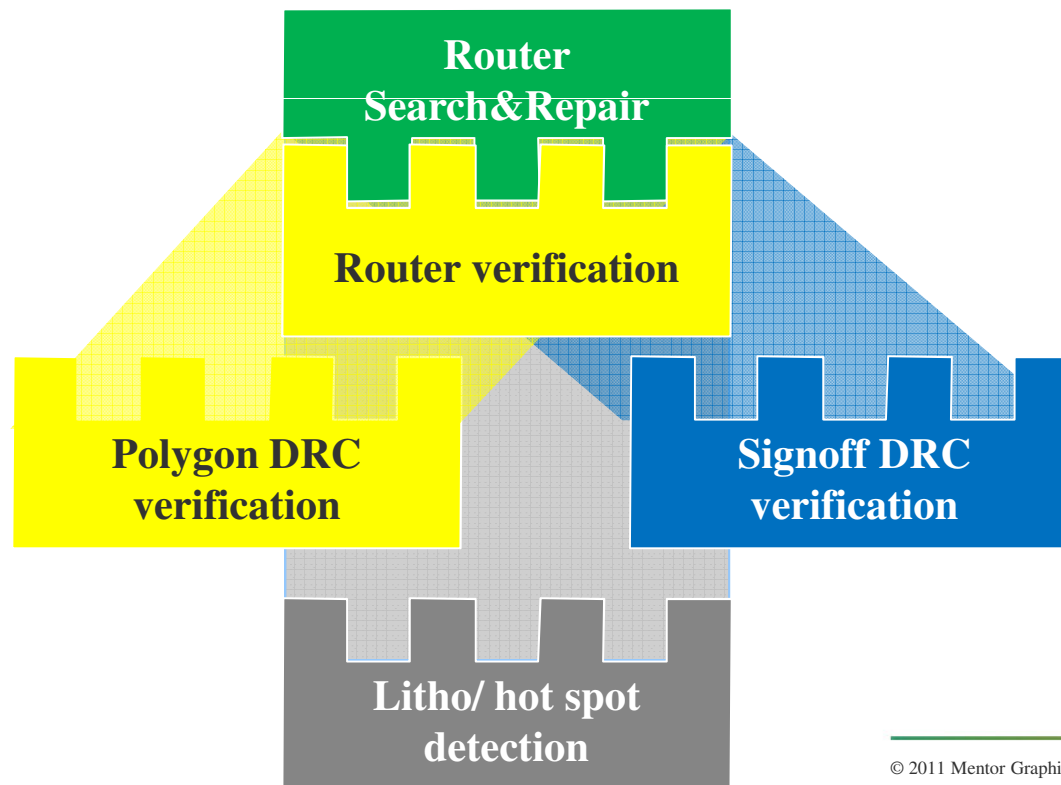 Router
Search&Repair
Router verification
Polygon DRC
verification
Signoff DRC
verification
Litho/ hot spot
detection
© 2011 Mentor Graphi